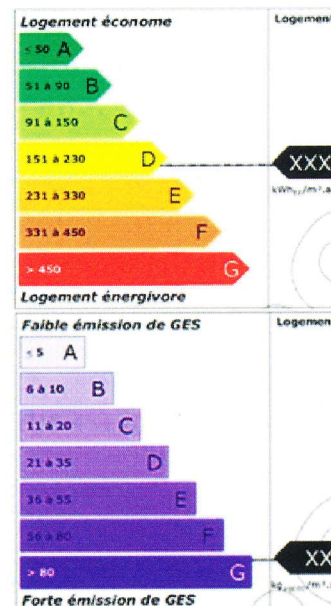 Logement économe
Logement
≤ 50 A
51 à 90 B
91 à 150 C
151 à 230 D
XXX
kWhEP/m².a
231 à 330 E
331 à 450 F
> 450 G
Logement énergivore
Faible émission de GES
Logement
≤ 5 A
6 à 10 B
11 à 20 C
21 à 35 D
36 à 55 E
56 à 80 F
> 80 G
XX
Forte émission de GES